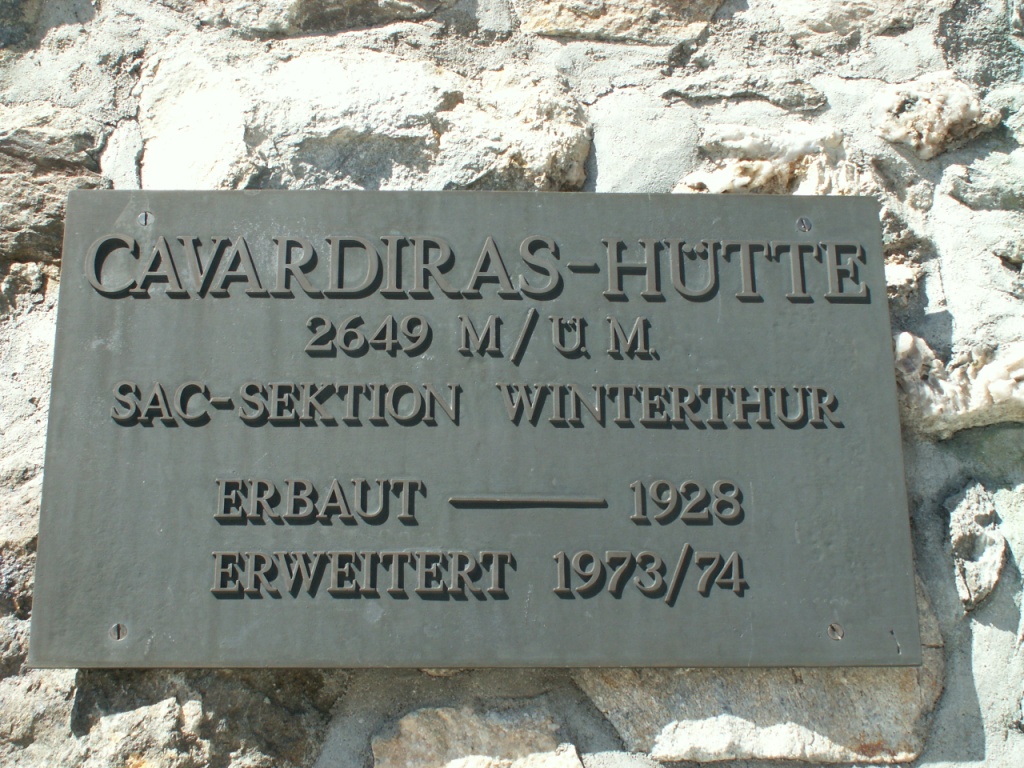 CAVARDIRAS-HÜTTE
2649 M/Ü M.
SAC-SEKTION WINTERTHUR
ERBAUT — 1928
ERWEITERT 1973/74